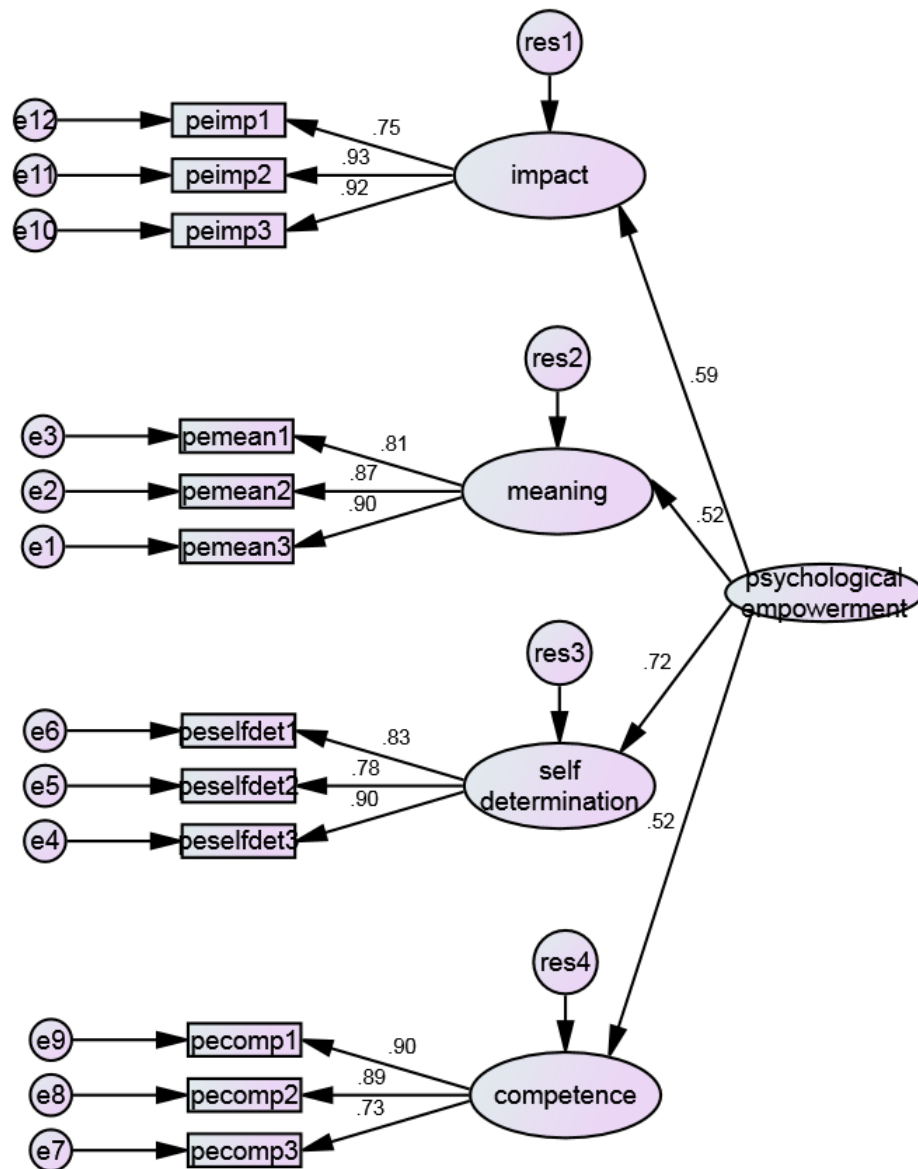 res1
e12
peimp1
.75
e11
peimp2
.93
impact
e10
peimp3
.92
res2
.59
e3
pemean1
.81
e2
pemean2
.87
meaning
.52
e1
pemean3
.90
psychological
empowerment
res3
.72
e6
peselfdet1
.83
e5
peselfdet2
.78
self
determination
e4
peselfdet3
.90
.52
res4
e9
pecomp1
.90
e8
pecomp2
.89
competence
e7
pecomp3
.73